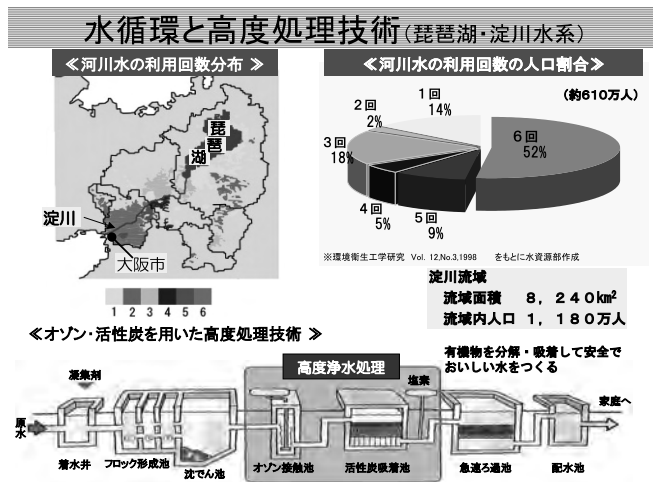 水循環と高度処理技術(琵琶湖・淀川水系)
≪河川水の利用回数分布 ≫
琵
琶
湖
淀川
大阪市
1 2 3 4 5 6
≪河川水の利用回数の人口割合≫
(約610万人)
1回
14%
2回
2%
3回
18%
4回
5%
5回
9%
6回
52%
※環境衛生工学研究 Vol. 12,No.3,1998 をもとに水資源部作成
淀川流域
流域面積 8,240km²
流域内人口 1,180万人
≪オゾン・活性炭を用いた高度処理技術 ≫
有機物を分解・吸着して安全で
おいしい水をつくる
高度浄水処理
凝集剤
塩素
原水
家庭へ
着水井
フロック形成池
沈でん池
オゾン接触池
活性炭吸着池
急速ろ過池
配水池